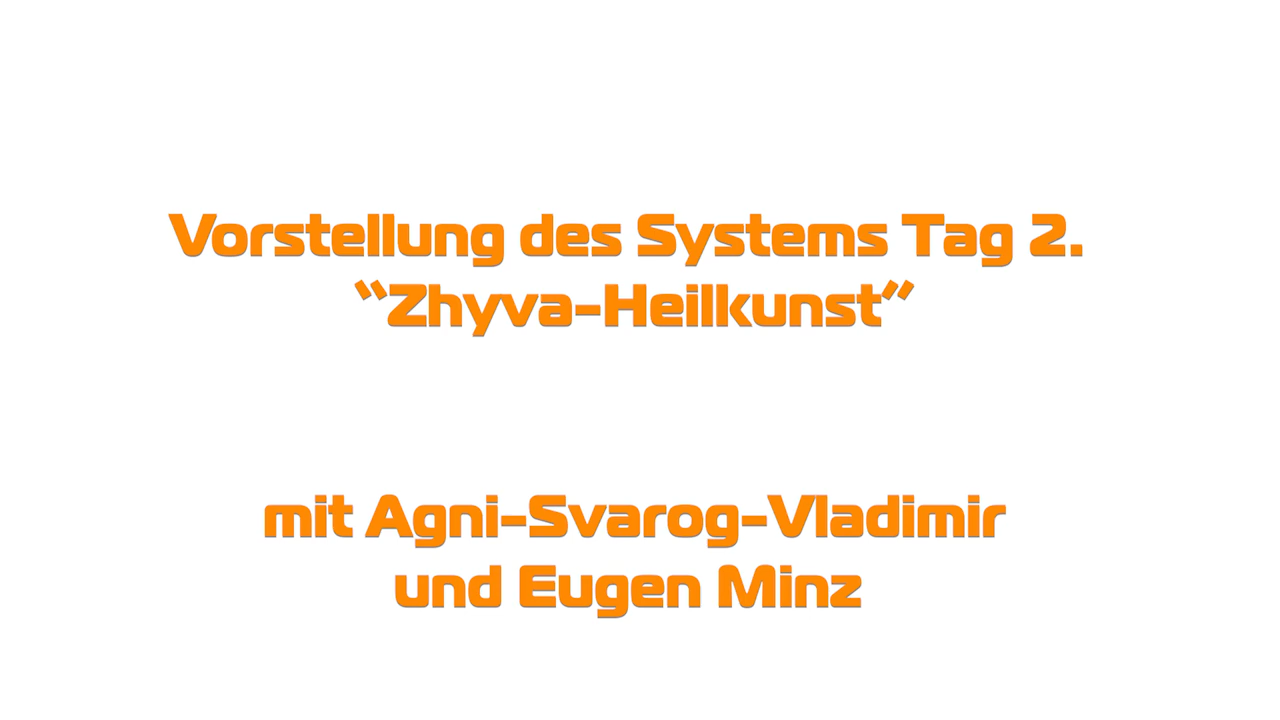 Vorstellung des Systems Tag 2.
“Zhyva-Heilkunst”
mit Agni-Svarog-Vladimir
und Eugen Minz